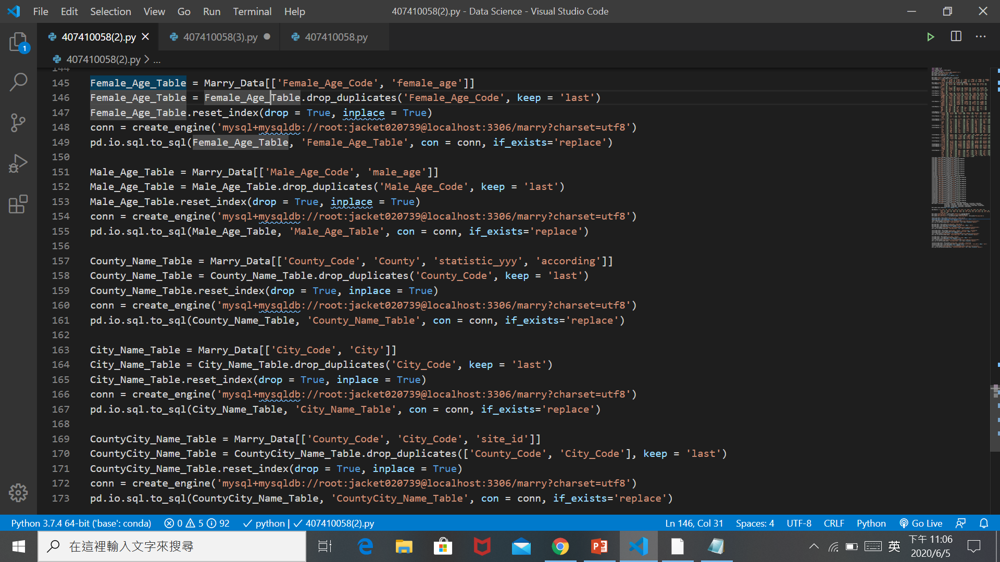 File Edit Selection View Go Run Terminal Help 407410058(2).py - Data Science - Visual Studio Code
407410058(2).py 407410058(3).py 407410058.py
407410058(2).py > ...
1
144
145 Female_Age_Table = Marry_Data[['Female_Age_Code', 'female_age']]
146 Female_Age_Table = Female_Age_Table.drop_duplicates('Female_Age_Code', keep = 'last')
147 Female_Age_Table.reset_index(drop = True, inplace = True)
148 conn = create_engine('mysql+mysqldb://root:jacket020739@localhost:3306/marry?charset=utf8')
149 pd.io.sql.to_sql(Female_Age_Table, 'Female_Age_Table', con = conn, if_exists='replace')
150
151 Male_Age_Table = Marry_Data[['Male_Age_Code', 'male_age']]
152 Male_Age_Table = Male_Age_Table.drop_duplicates('Male_Age_Code', keep = 'last')
153 Male_Age_Table.reset_index(drop = True, inplace = True)
154 conn = create_engine('mysql+mysqldb://root:jacket020739@localhost:3306/marry?charset=utf8')
155 pd.io.sql.to_sql(Male_Age_Table, 'Male_Age_Table', con = conn, if_exists='replace')
156
157 County_Name_Table = Marry_Data[['County_Code', 'County', 'statistic_yyy', 'according']]
158 County_Name_Table = County_Name_Table.drop_duplicates('County_Code', keep = 'last')
159 County_Name_Table.reset_index(drop = True, inplace = True)
160 conn = create_engine('mysql+mysqldb://root:jacket020739@localhost:3306/marry?charset=utf8')
161 pd.io.sql.to_sql(County_Name_Table, 'County_Name_Table', con = conn, if_exists='replace')
162
163 City_Name_Table = Marry_Data[['City_Code', 'City']]
164 City_Name_Table = City_Name_Table.drop_duplicates('City_Code', keep = 'last')
165 City_Name_Table.reset_index(drop = True, inplace = True)
166 conn = create_engine('mysql+mysqldb://root:jacket020739@localhost:3306/marry?charset=utf8')
167 pd.io.sql.to_sql(City_Name_Table, 'City_Name_Table', con = conn, if_exists='replace')
168
169 CountyCity_Name_Table = Marry_Data[['County_Code', 'City_Code', 'site_id']]
170 CountyCity_Name_Table = CountyCity_Name_Table.drop_duplicates(['County_Code', 'City_Code'], keep = 'last')
171 CountyCity_Name_Table.reset_index(drop = True, inplace = True)
172 conn = create_engine('mysql+mysqldb://root:jacket020739@localhost:3306/marry?charset=utf8')
173 pd.io.sql.to_sql(CountyCity_Name_Table, 'CountyCity_Name_Table', con = conn, if_exists='replace')
Python 3.7.4 64-bit ('base': conda) 0 5 92 python | 407410058(2).py Ln 146, Col 31 Spaces: 4 UTF-8 CRLF Python Go Live
在這裡輸入文字來搜尋 英 下午 11:06
2020/6/5